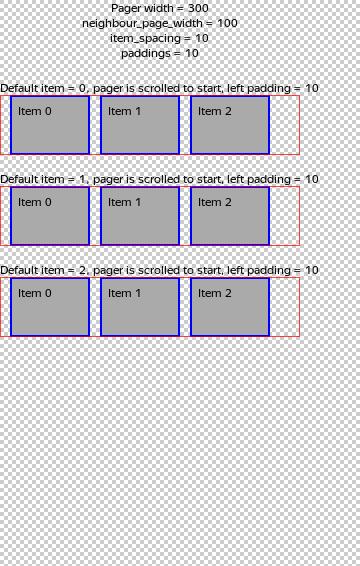 Pager width = 300
neighbour_page_width = 100
item_spacing = 10
paddings = 10
Default item = 0, pager is scrolled to start, left padding = 10
Item 0 Item 1 Item 2
Default item = 1, pager is scrolled to start, left padding = 10
Item 0 Item 1 Item 2
Default item = 2, pager is scrolled to start, left padding = 10
Item 0 Item 1 Item 2